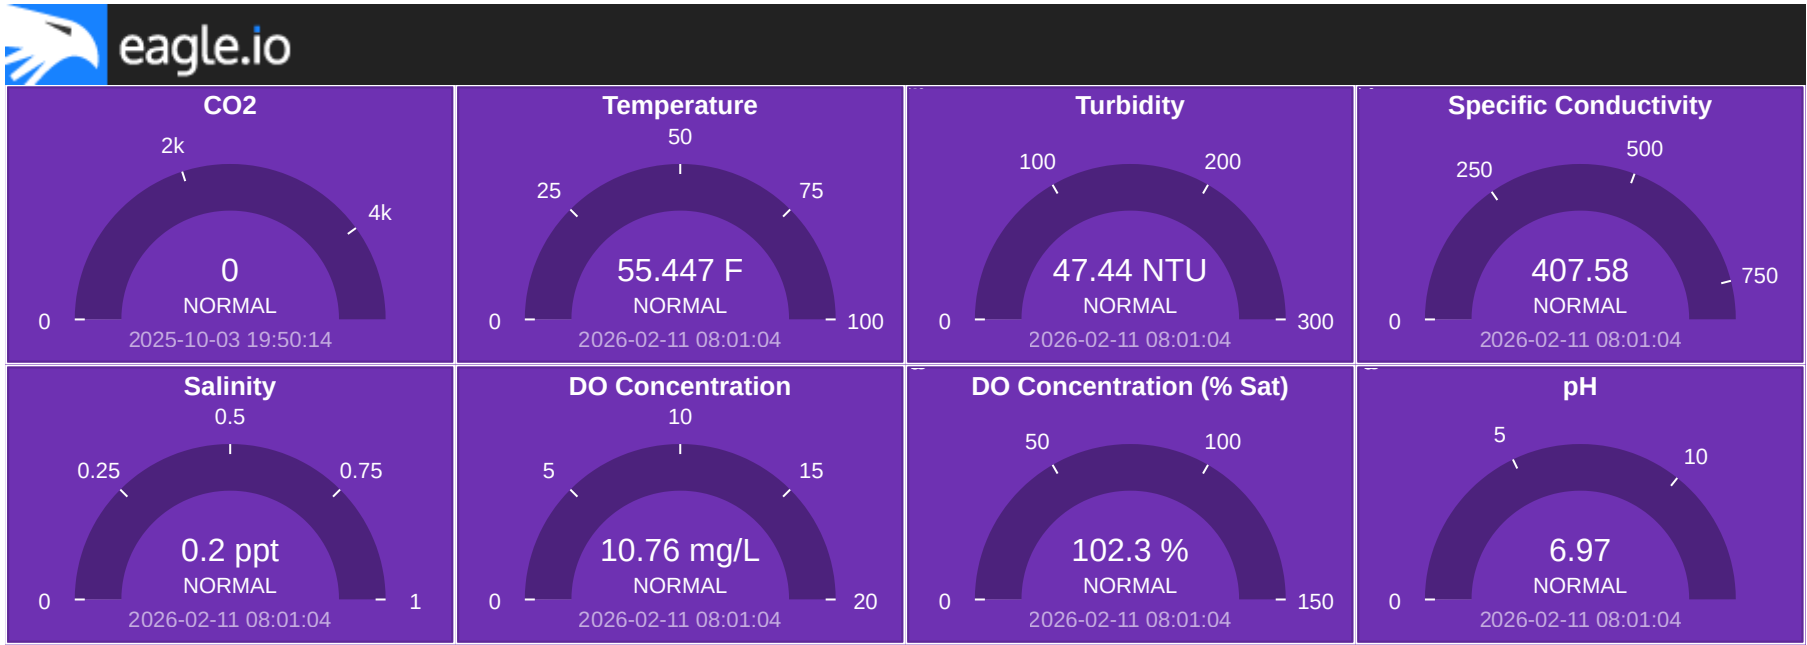 eagle.io
CO2
2k
4k
0
0
NORMAL
2025-10-03 19:50:14
Temperature
50
25
75
55.447 F
NORMAL
0
100
2026-02-11 08:01:04
Turbidity
100
200
47.44 NTU
NORMAL
0
300
2026-02-11 08:01:04
Specific Conductivity
500
250
750
407.58
NORMAL
0
2026-02-11 08:01:04
Salinity
0.5
0.25
0.75
0.2 ppt
NORMAL
0
1
2026-02-11 08:01:04
DO Concentration
10
5
15
10.76 mg/L
NORMAL
0
20
2026-02-11 08:01:04
DO Concentration (% Sat)
50
100
102.3 %
NORMAL
0
150
2026-02-11 08:01:04
pH
5
10
6.97
NORMAL
0
2026-02-11 08:01:04